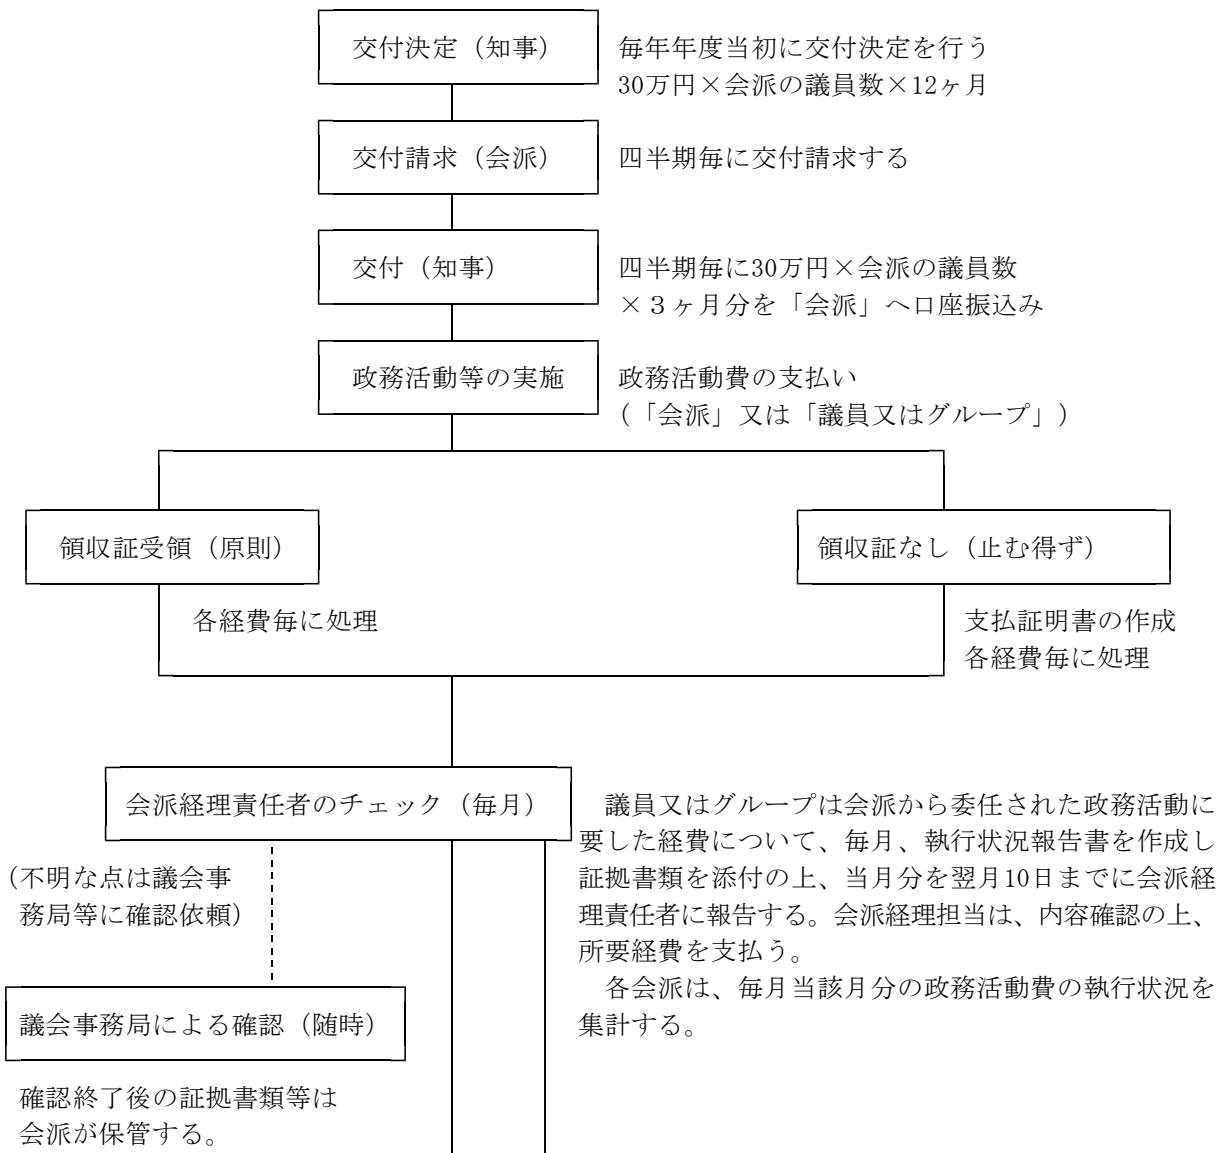 交付決定（知事）
毎年年度当初に交付決定を行う
30万円×会派の議員数×12ヶ月
交付請求（会派）
四半期毎に交付請求する
交付（知事）
四半期毎に30万円×会派の議員数
×３ヶ月分を「会派」へ口座振込み
政務活動等の実施
政務活動費の支払い
（「会派」又は「議員又はグループ」）
領収証受領（原則）
領収証なし（止む得ず）
各経費毎に処理
支払証明書の作成
各経費毎に処理
会派経理責任者のチェック（毎月）
議員又はグループは会派から委任された政務活動に
要した経費について、毎月、執行状況報告書を作成し
証拠書類を添付の上、当月分を翌月10日までに会派経
理責任者に報告する。会派経理担当は、内容確認の上、
所要経費を支払う。
各会派は、毎月当該月分の政務活動費の執行状況を
集計する。
（不明な点は議会事
務局等に確認依頼）
議会事務局による確認（随時）
確認終了後の証拠書類等は
会派が保管する。